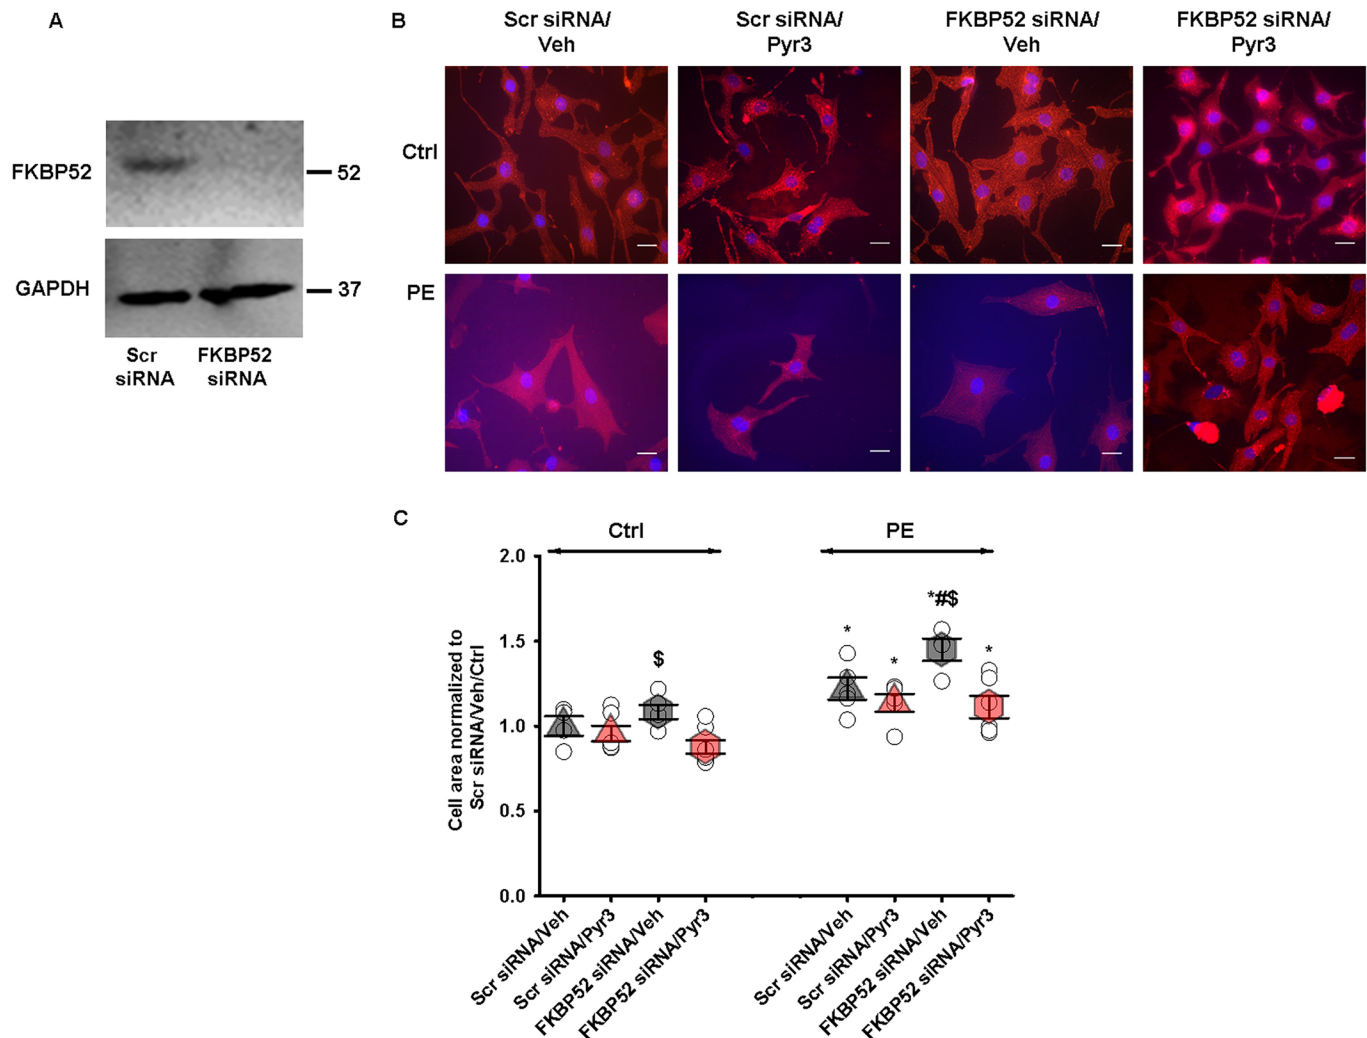 A
FKBP52
52
GAPDH
37
Scr
siRNA
FKBP52
siRNA
B
Scr siRNA/
Veh
Scr siRNA/
Pyr3
FKBP52 siRNA/
Veh
FKBP52 siRNA/
Pyr3
Ctrl
PE
C
Ctrl
PE
Cell area normalized to
Scr siRNA/Veh/Ctrl
2.0
1.5
1.0
0.5
0.0
$
*
*
*#$
*
Scr siRNA/Veh
Scr siRNA/Pyr3
FKBP52 siRNA/Veh
FKBP52 siRNA/Pyr3
Scr siRNA/Veh
Scr siRNA/Pyr3
FKBP52 siRNA/Veh
FKBP52 siRNA/Pyr3